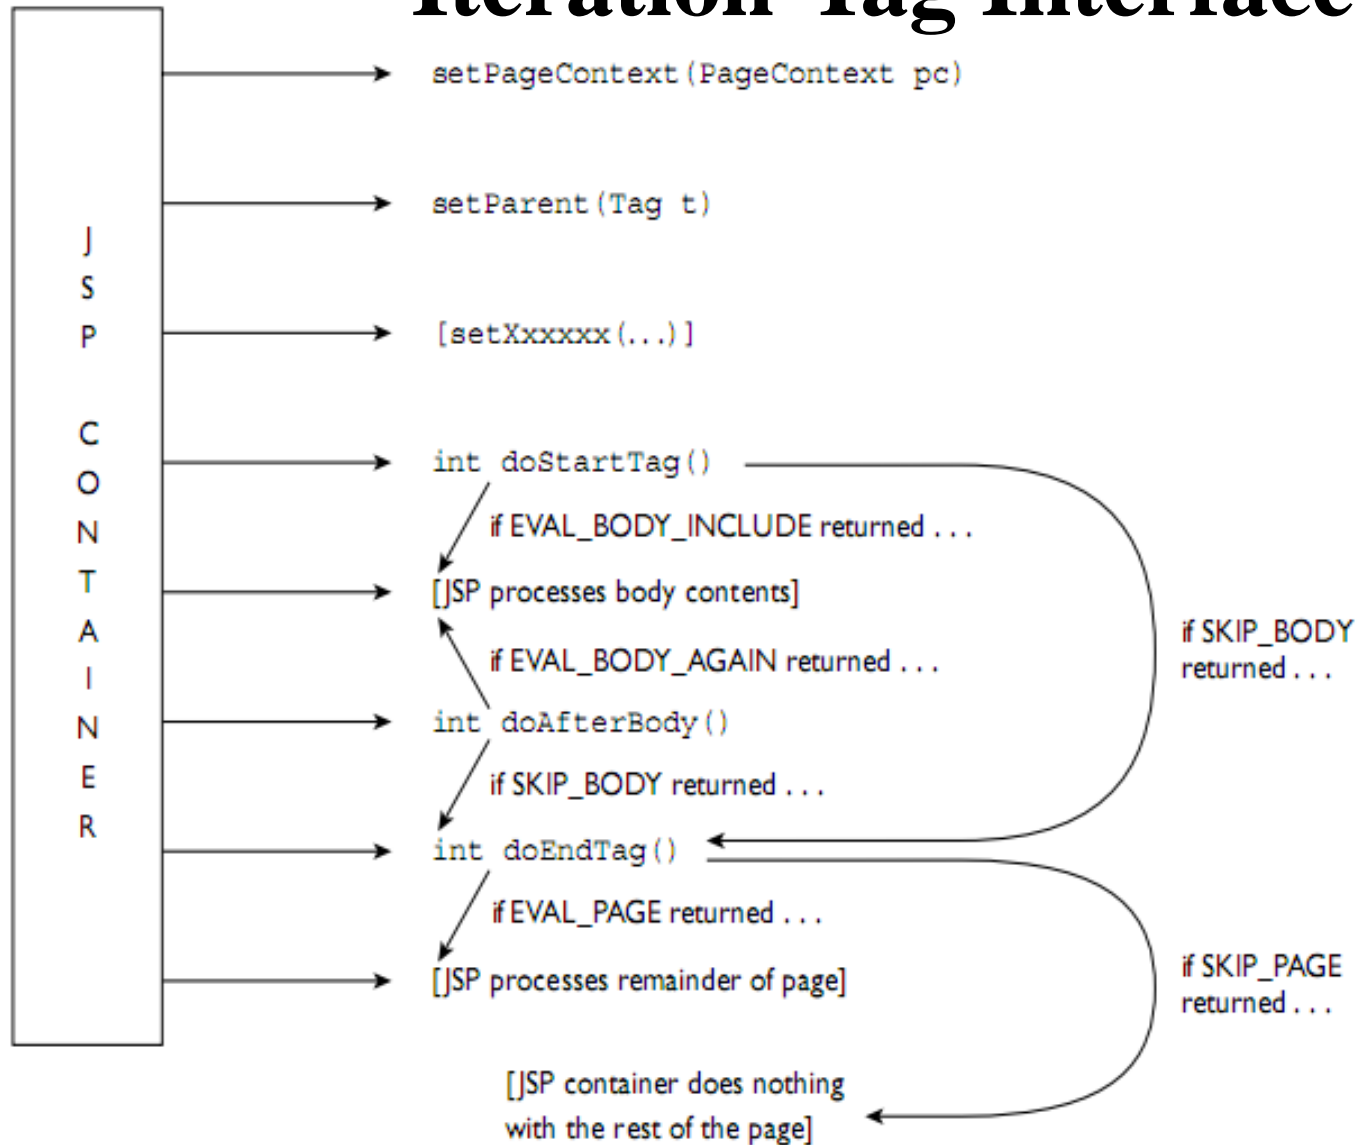 Iteration Tag Interface
setPageContext(PageContext pc)
setParent(Tag t)
[setXxxxxx(...)]
JSP CONTAINER
int doStartTag()
if EVAL_BODY_INCLUDE returned . . .
[JSP processes body contents]
if SKIP_BODY
returned . . .
if EVAL_BODY_AGAIN returned . . .
int doAfterBody()
if SKIP_BODY returned . . .
int doEndTag()
if EVAL_PAGE returned . . .
[JSP processes remainder of page]
if SKIP_PAGE
returned . . .
[JSP container does nothing
with the rest of the page]